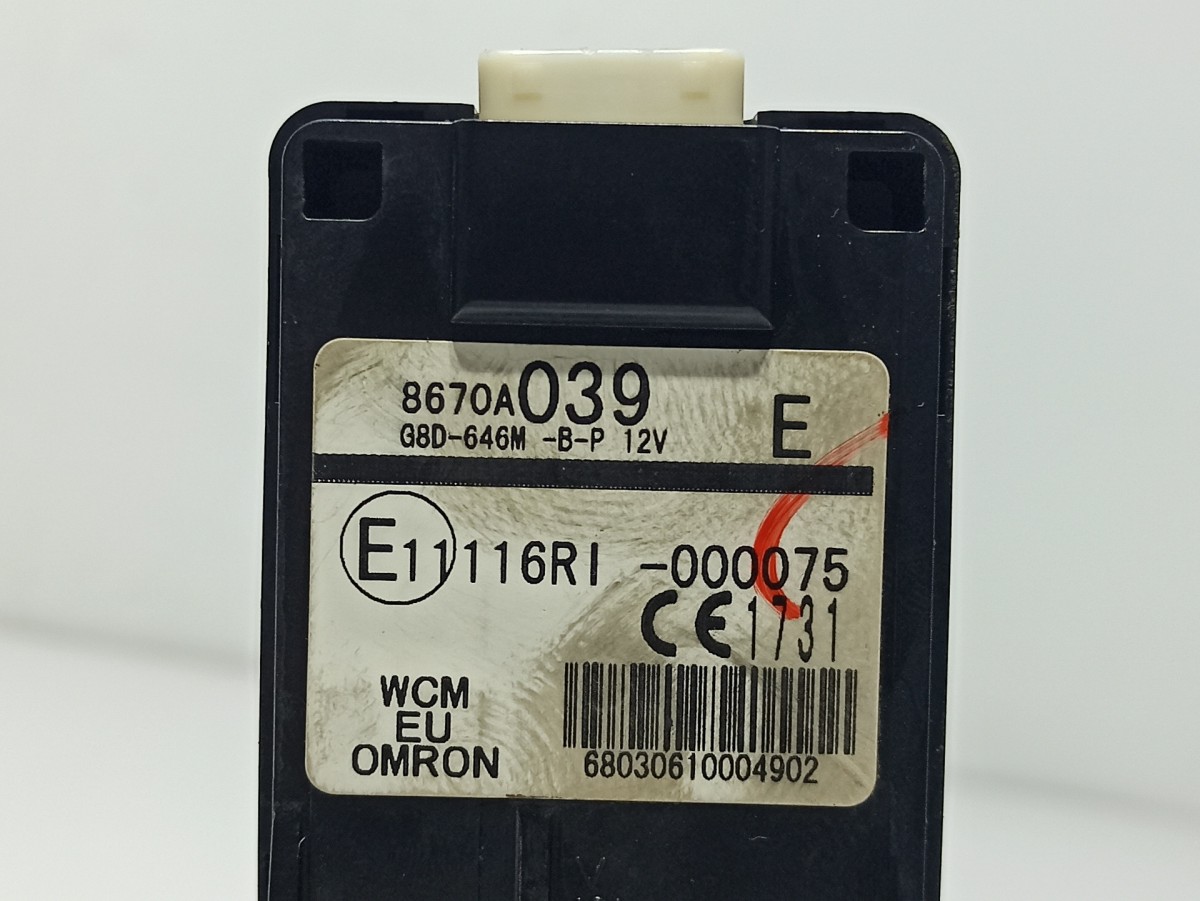 8670A039 E
G8D-646M -B-P 12V
E11116RI -000075
CE1731
WCM
EU
OMRON
68030610004902